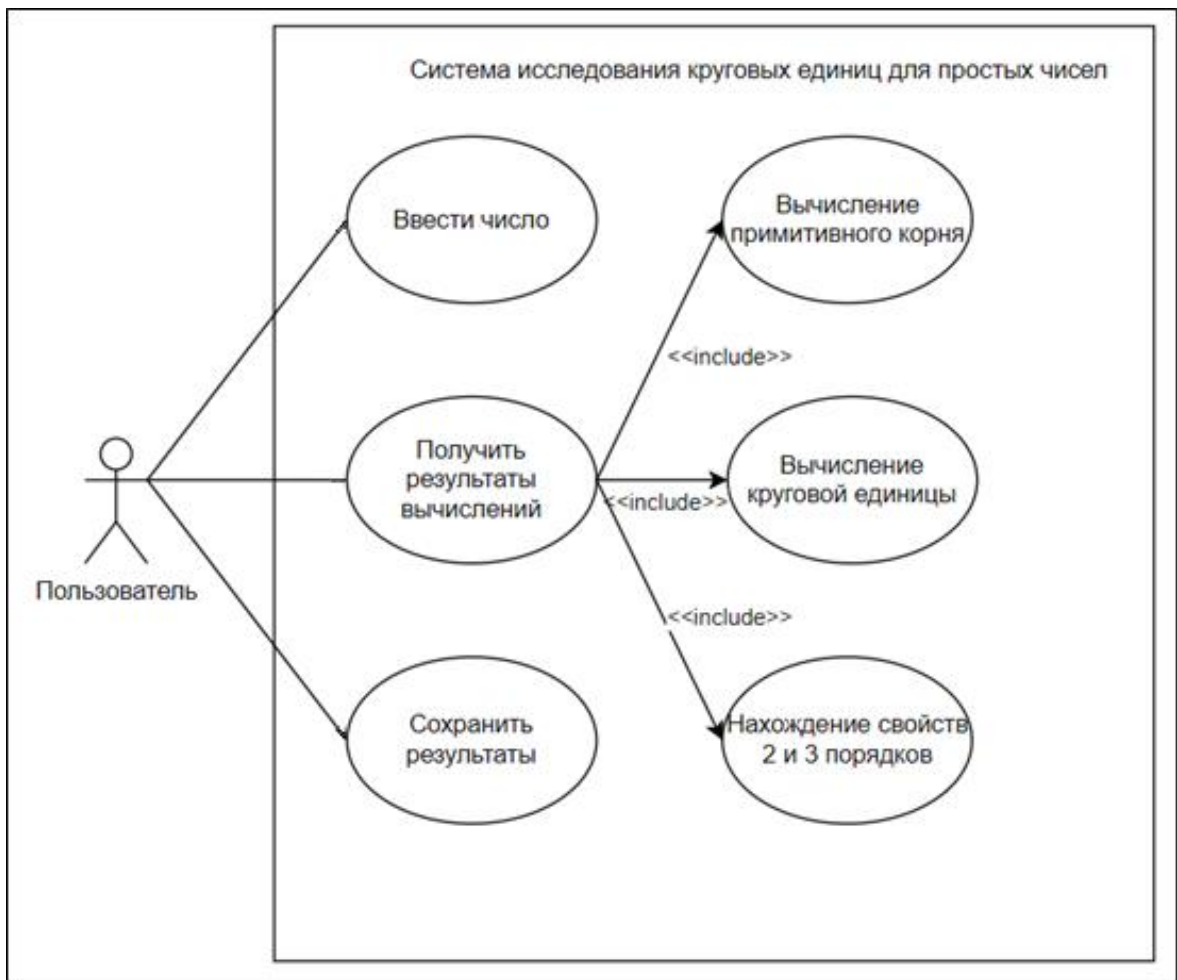 Система исследования круговых единиц для простых чисел
Ввести число
Вычисление
примитивного корня
<<include>>
Получить
результаты
вычислений
<<include>>
Вычисление
круговой единицы
Пользователь
<<include>>
Сохранить
результаты
Нахождение свойств
2 и 3 порядков